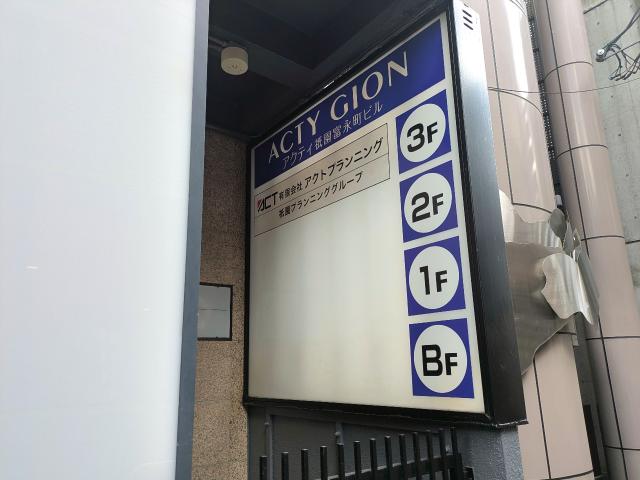 ACTY GION
アクティ祇園富永町ビル
3F
ACT 有限会社 アクトプランニング
祇園プランニンググループ
2F
1F
BF